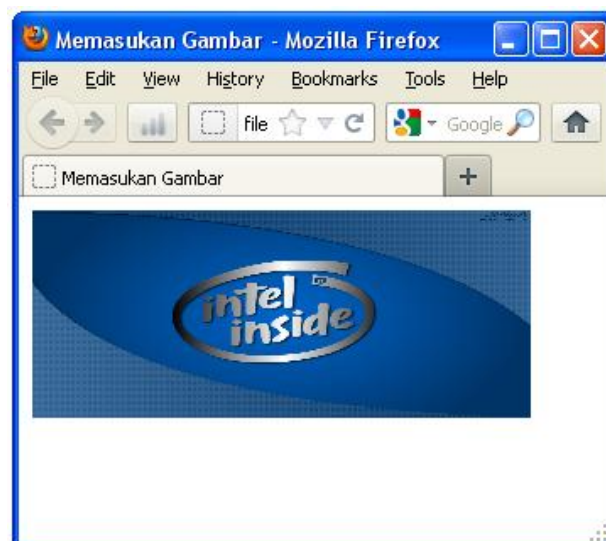 Memasukan Gambar - Mozilla Firefox
File Edit View History Bookmarks Tools Help
file Google
Memasukan Gambar
intel
inside